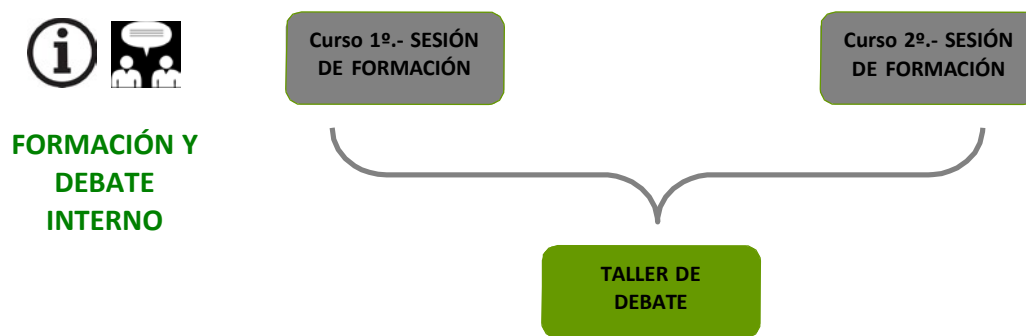 FORMACIÓN Y
DEBATE
INTERNO
Curso 1º.- SESIÓN
DE FORMACIÓN
Curso 2º.- SESIÓN
DE FORMACIÓN
TALLER DE
DEBATE